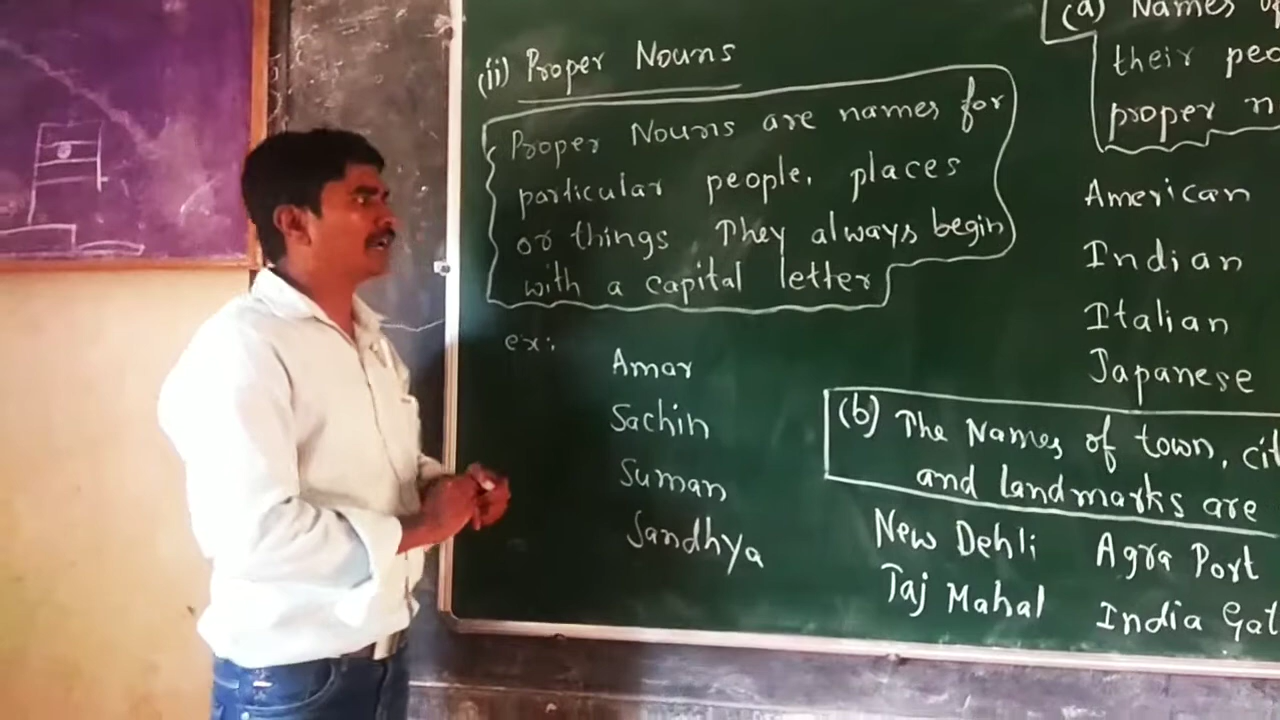 (ii) Proper Nouns
Proper Nouns are names for
particular people, places
or things They always begin
with a capital letter
ex:
Amar
Sachin
Suman
Sandhya
(a) Names
their
proper
American
Indian
Italian
Japanese
(b) The Names of town,
and landmarks are
New Dehli Agra Port
Taj Mahal India